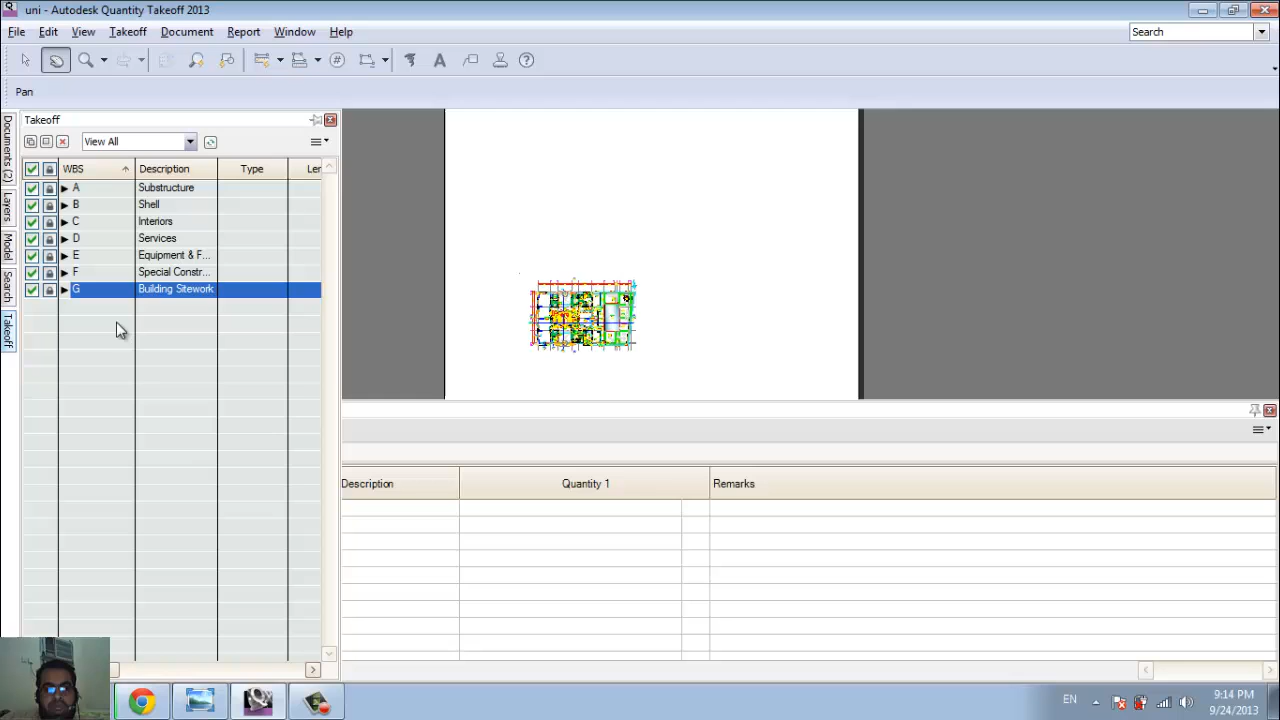 uni - Autodesk Quantity Takeoff 2013
File Edit View Takeoff Document Report Window Help
Search
Pan
Takeoff
View All
WBS Description Type Ler
A Substructure
B Shell
C Interiors
D Services
E Equipment & F...
F Special Constr...
G Building Sitework
Documents (2)
Layers
Model
Search
Takeoff
Description Quantity 1 Remarks
EN
9:14 PM
9/24/2013